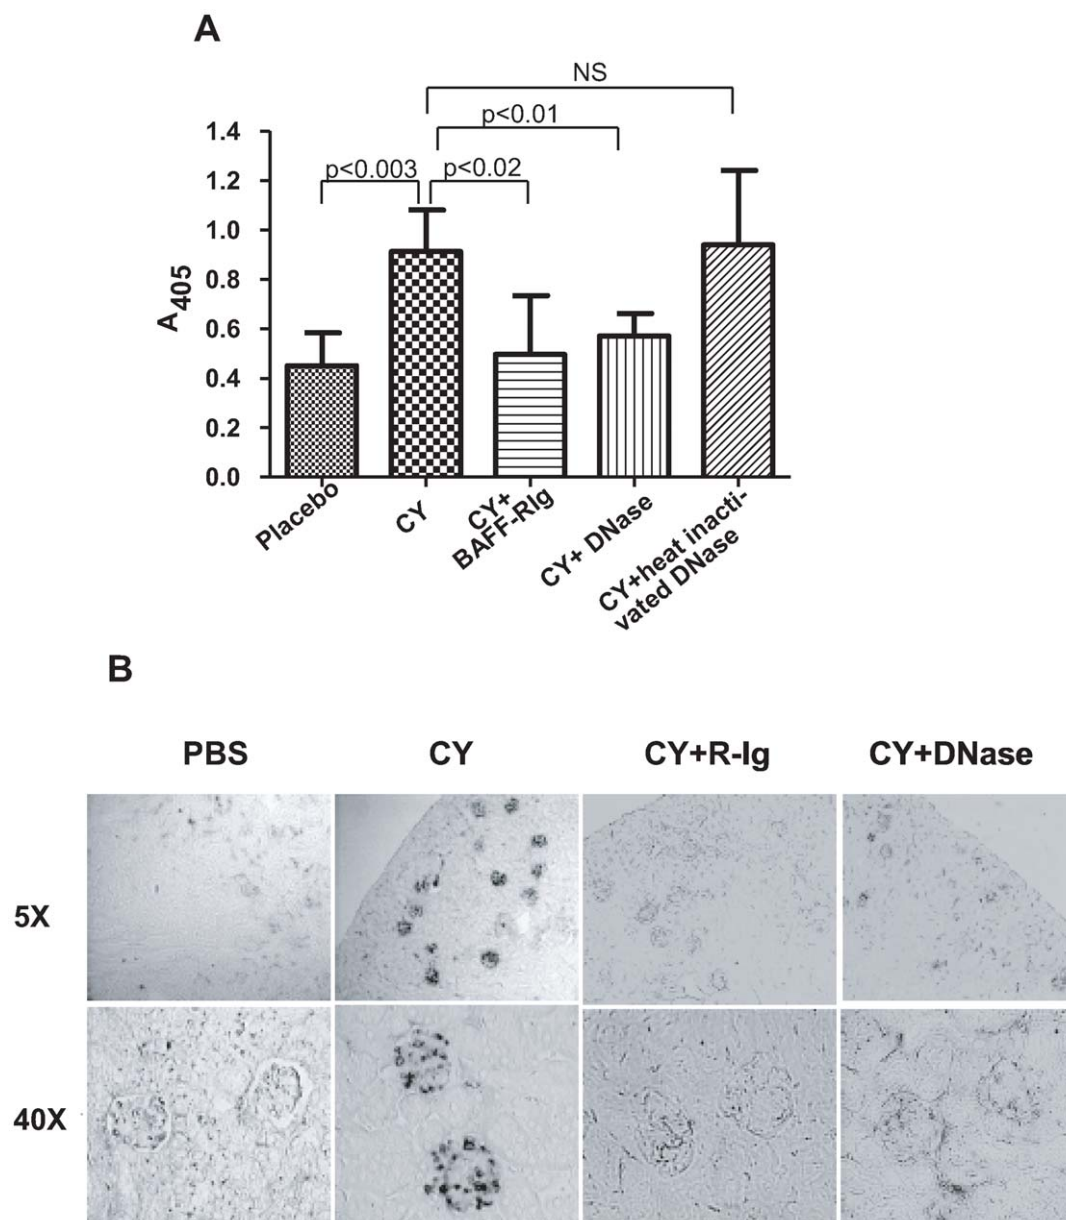 A
NS
p<0.01
p<0.003
p<0.02
1.4
1.2
1.0
0.8
0.6
0.4
0.2
0.0
A405
Placebo
CY
CY+
BAFF-RIg
CY+ DNase
CY+heat inacti-
vated DNase
B
PBS
CY
CY+R-Ig
CY+DNase
5X
40X